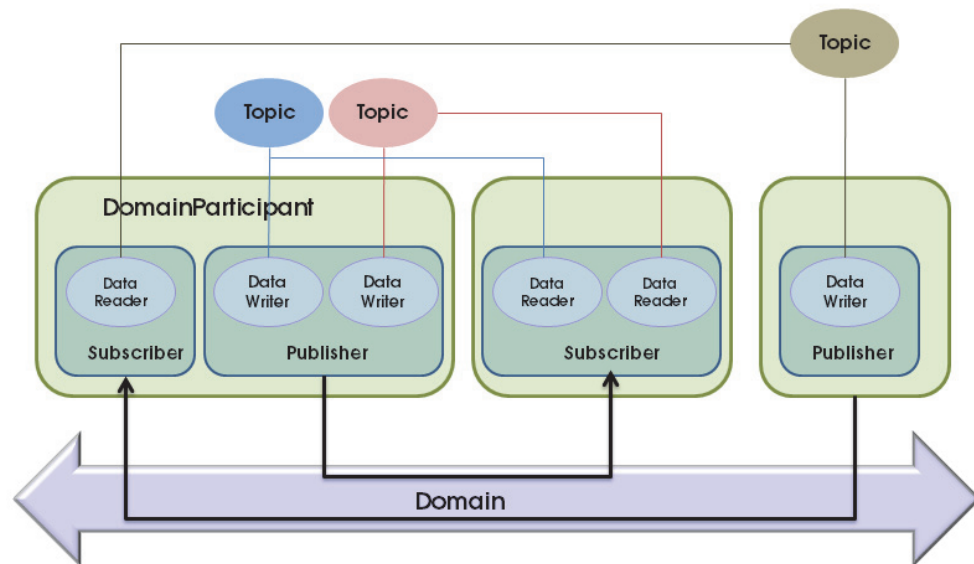 Topic
Topic
Topic
DomainParticipant
Data
Reader
Data
Writer
Data
Writer
Data
Reader
Data
Reader
Data
Writer
Subscriber
Publisher
Subscriber
Publisher
Domain